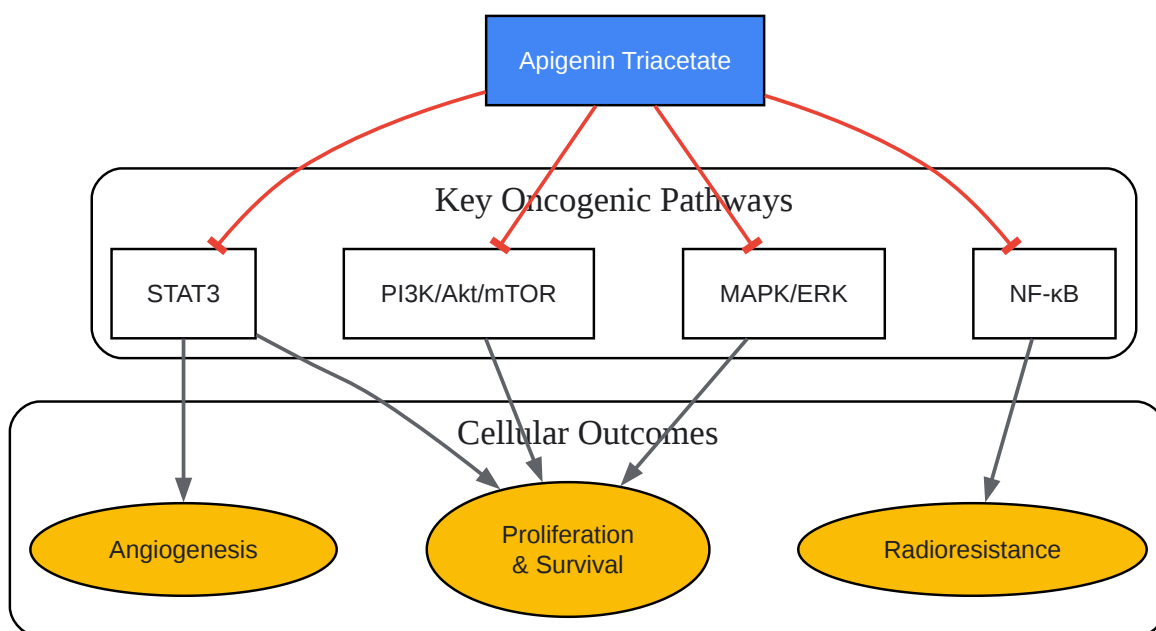 Apigenin Triacetate
Key Oncogenic Pathways
STAT3
PI3K/Akt/mTOR
MAPK/ERK
NF-κB
Cellular Outcomes
Angiogenesis
Proliferation
& Survival
Radioresistance